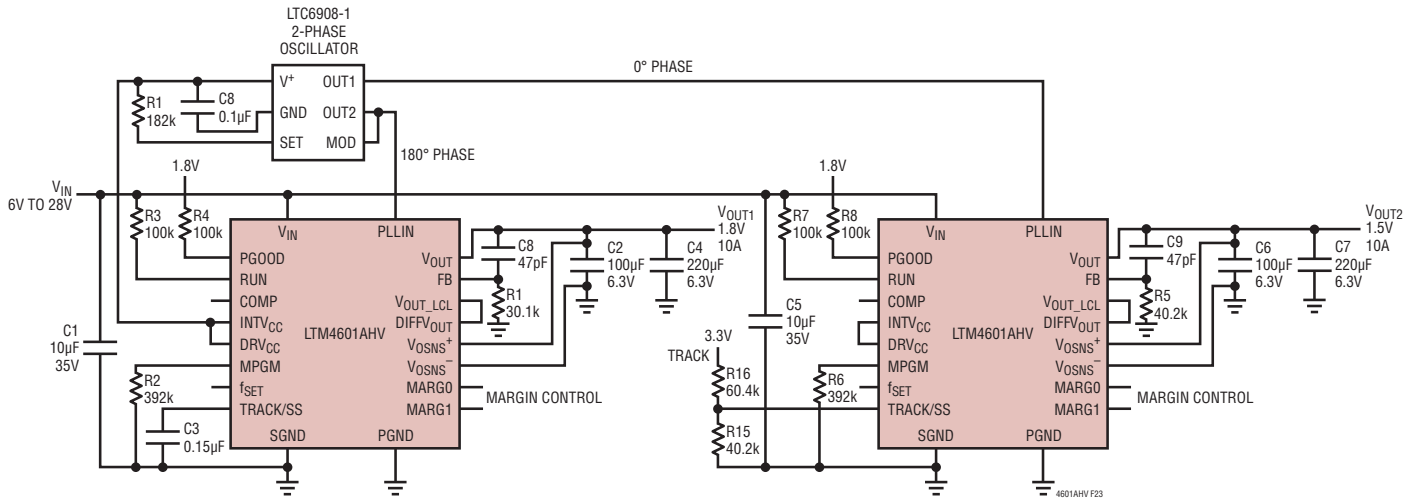 LTC6908-1
2-PHASE
OSCILLATOR
V+
OUT1
GND
OUT2
SET
MOD
R1
182k
C8
0.1µF
0° PHASE
180° PHASE
VIN
6V TO 28V
1.8V
R3
100k
R4
100k
VIN
PLLIN
PGOOD
RUN
COMP
INTVCC
DRVCC
MPGM
fSET
TRACK/SS
SGND
PGND
LTM4601AHV
VOUT
FB
VOUT_LCL
DIFFVOUT
VOSNS+
VOSNS–
MARG0
MARG1
C1
10µF
35V
R2
392k
C3
0.15µF
C8
47pF
R1
30.1k
C2
100µF
6.3V
C4
220µF
6.3V
VOUT1
1.8V
10A
MARGIN CONTROL
1.8V
R7
100k
R8
100k
C5
10µF
35V
3.3V
TRACK
R16
60.4k
R15
40.2k
R6
392k
VIN
PLLIN
PGOOD
RUN
COMP
INTVCC
DRVCC
MPGM
fSET
TRACK/SS
SGND
PGND
LTM4601AHV
VOUT
FB
VOUT_LCL
DIFFVOUT
VOSNS+
VOSNS–
MARG0
MARG1
C9
47pF
R5
40.2k
C6
100µF
6.3V
C7
220µF
6.3V
VOUT2
1.5V
10A
MARGIN CONTROL
4601AHV F23